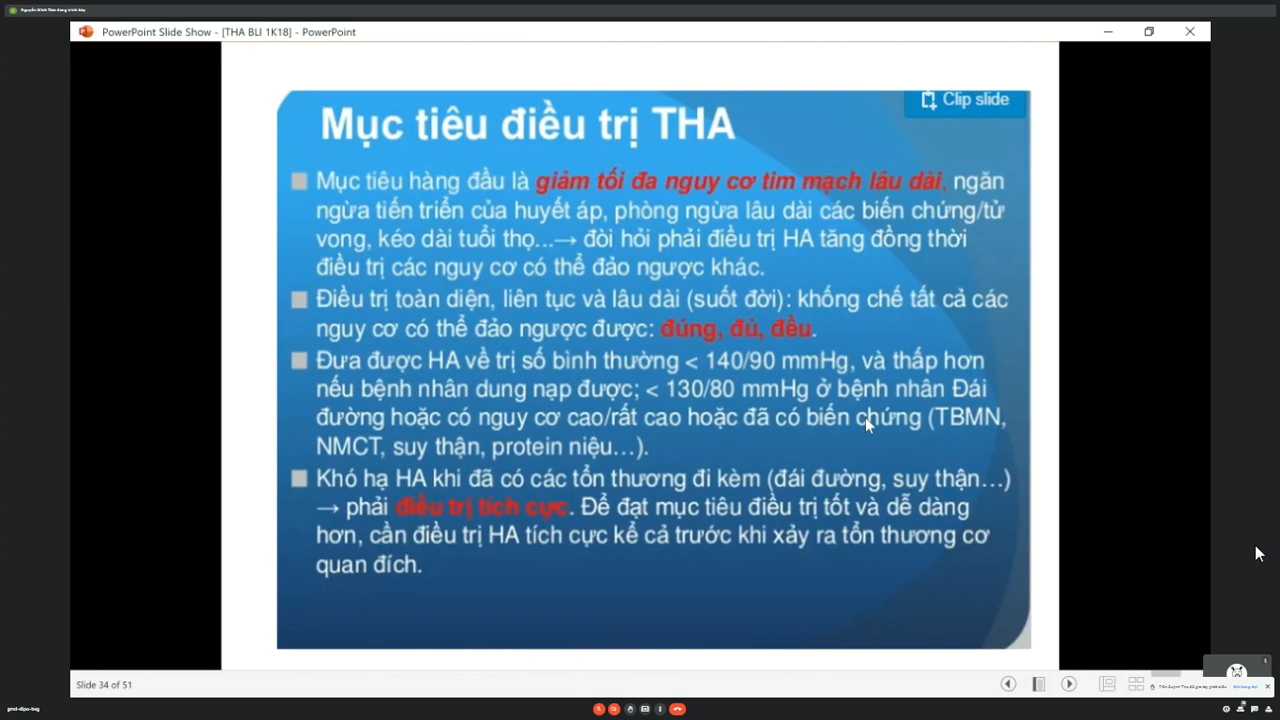 Nguyễn Đình Thơ đang trình bày
PowerPoint Slide Show - [THA BLI 1K18] - PowerPoint
Clip slide
Mục tiêu điều trị THA
Mục tiêu hàng đầu là giảm tối đa nguy cơ tim mạch lâu dài, ngăn
ngừa tiến triển của huyết áp, phòng ngừa lâu dài các biến chứng/tử
vong, kéo dài tuổi thọ...→ đòi hỏi phải điều trị HA tăng đồng thời
điều trị các nguy cơ có thể đảo ngược khác.
Điều trị toàn diện, liên tục và lâu dài (suốt đời): khống chế tất cả các
nguy cơ có thể đảo ngược được: đúng, đủ, đều.
Đưa được HA về trị số bình thường < 140/90 mmHg, và thấp hơn
nếu bệnh nhân dung nạp được; < 130/80 mmHg ở bệnh nhân Đái
đường hoặc có nguy cơ cao/rất cao hoặc đã có biến chứng (TBMN,
NMCT, suy thận, protein niệu…).
Khó hạ HA khi đã có các tổn thương đi kèm (đái đường, suy thận…)
→ phải điều trị tích cực. Để đạt mục tiêu điều trị tốt và dễ dàng
hơn, cần điều trị HA tích cực kể cả trước khi xảy ra tổn thương cơ
quan đích.
Slide 34 of 51